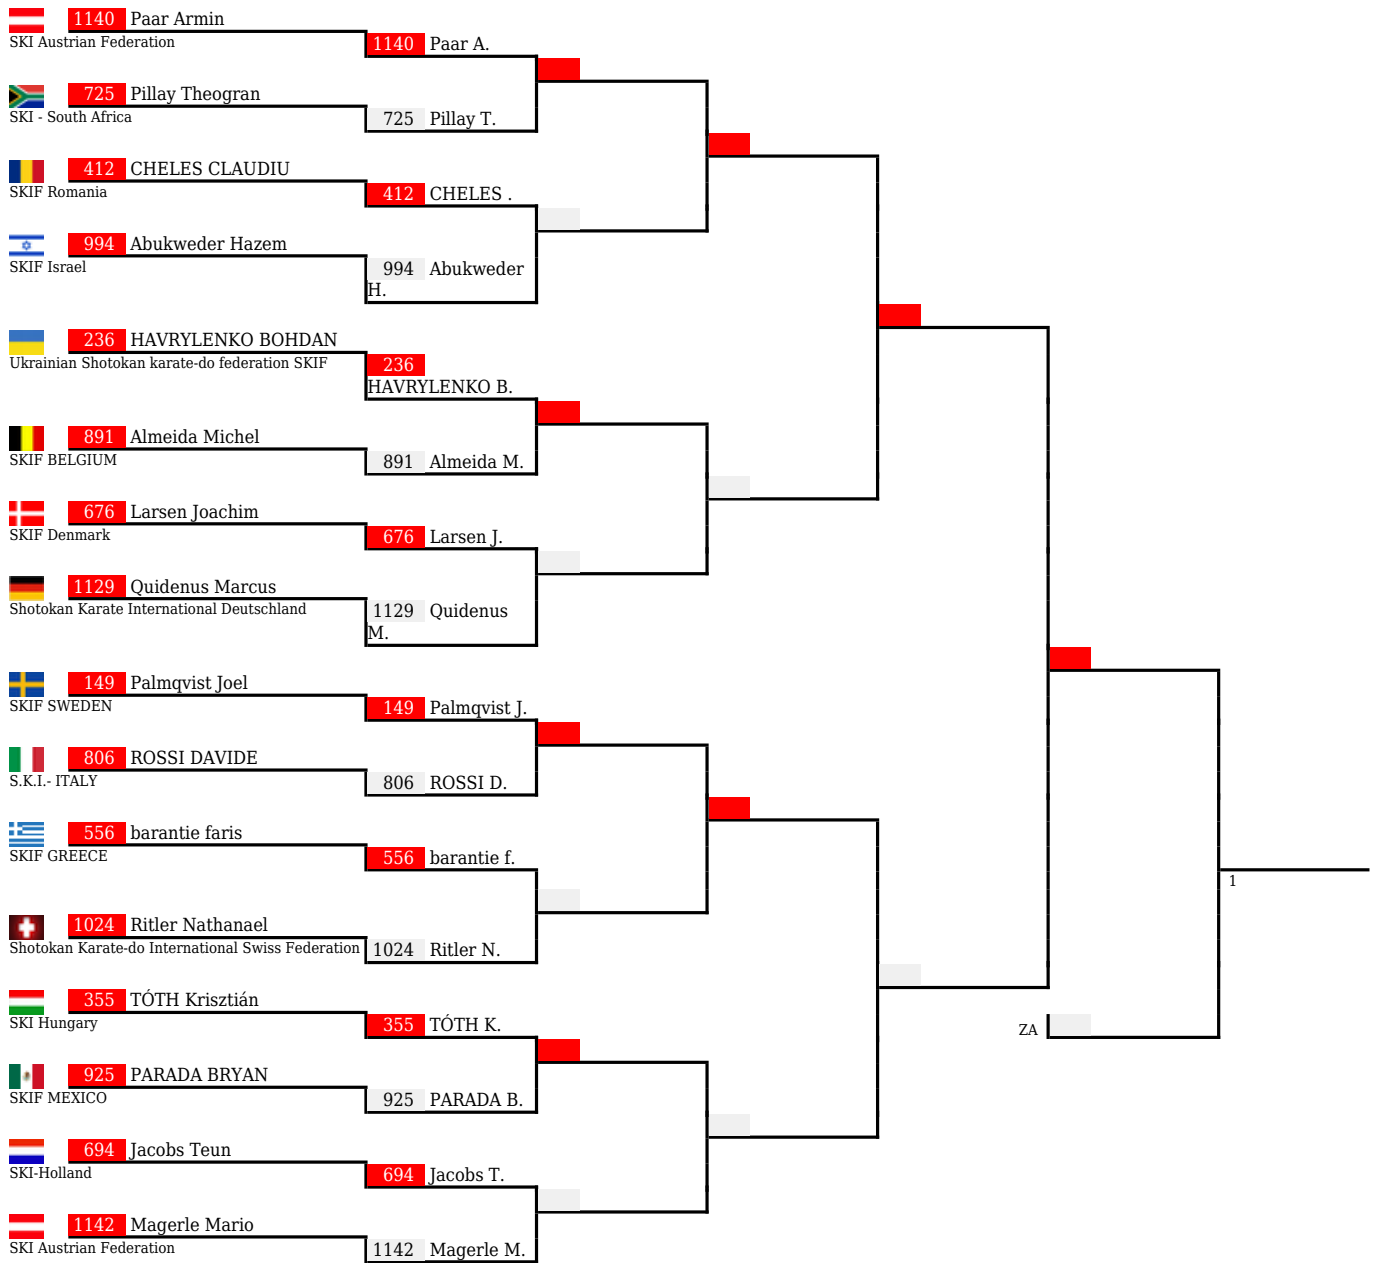 1140 Paar Armin
SKI Austrian Federation
1140 Paar A.
725 Pillay Theogran
SKI - South Africa
725 Pillay T.
412 CHELES CLAUDIU
SKIF Romania
412 CHELES .
994 Abukweder Hazem
SKIF Israel
994 Abukweder
H.
236 HAVRYLENKO BOHDAN
Ukrainian Shotokan karate-do federation SKIF
236
HAVRYLENKO B.
891 Almeida Michel
SKIF BELGIUM
891 Almeida M.
676 Larsen Joachim
SKIF Denmark
676 Larsen J.
1129 Quidenus Marcus
Shotokan Karate International Deutschland
1129 Quidenus
M.
149 Palmqvist Joel
SKIF SWEDEN
149 Palmqvist J.
806 ROSSI DAVIDE
S.K.I.- ITALY
806 ROSSI D.
556 barantie faris
SKIF GREECE
556 barantie f.
1
1024 Ritler Nathanael
Shotokan Karate-do International Swiss Federation
1024 Ritler N.
355 TÓTH Krisztián
SKI Hungary
355 TÓTH K.
ZA
925 PARADA BRYAN
SKIF MEXICO
925 PARADA B.
694 Jacobs Teun
SKI-Holland
694 Jacobs T.
1142 Magerle Mario
SKI Austrian Federation
1142 Magerle M.